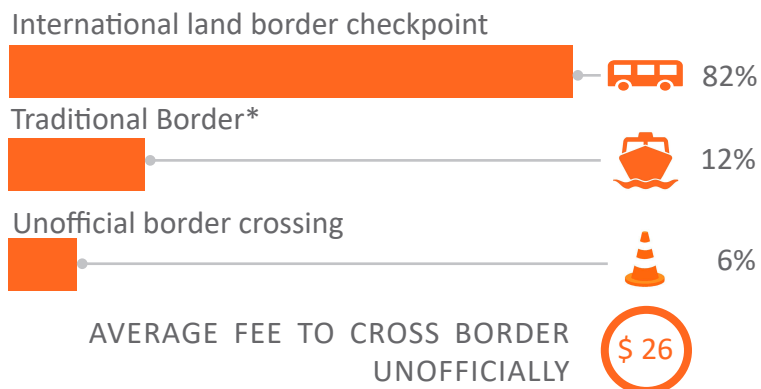 International land border checkpoint
82%
Traditional Border*
12%
Unofficial border crossing
6%
AVERAGE FEE TO CROSS BORDER
UNOFFICIALLY
$ 26